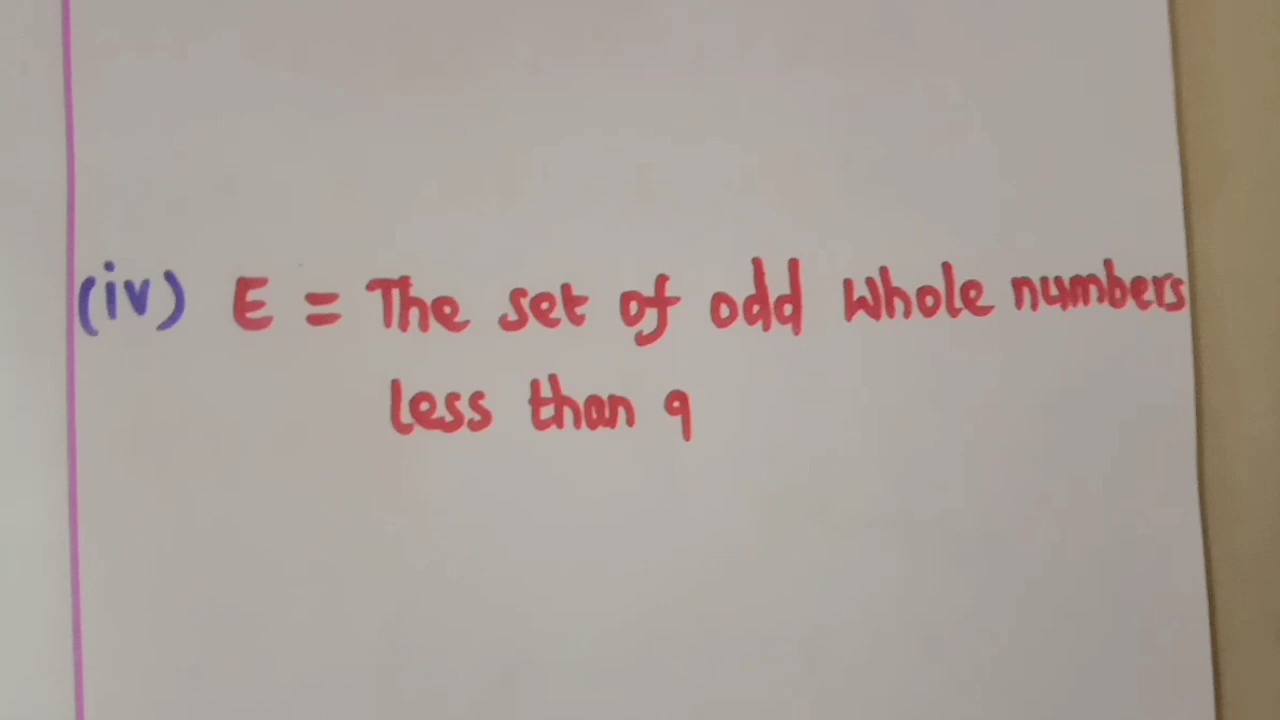 (iv) E = The set of odd whole numbers
less than 9